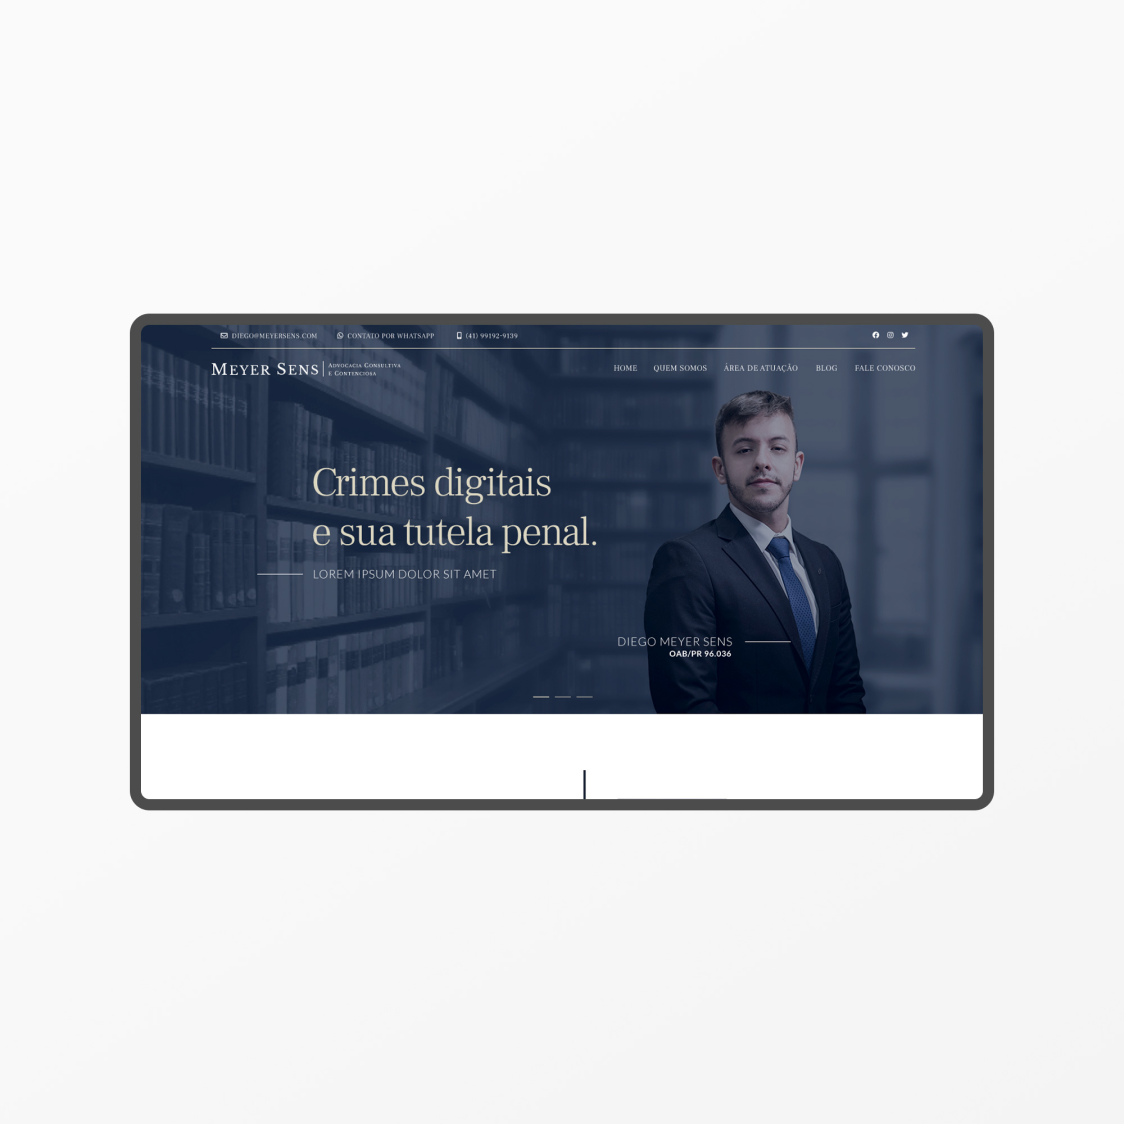 DIEGO@MEYERSENS.COM CONTATO POR WHATSAPP (41) 99192-9139
MEYER SENS ADVOCACIA CONSULTIVA
E CONTENCIOSA
HOME QUEM SOMOS ÁREA DE ATUAÇÃO BLOG FALE CONOSCO
Crimes digitais
e sua tutela penal.
LOREM IPSUM DOLOR SIT AMET
DIEGO MEYER SENS
OAB/PR 96.036